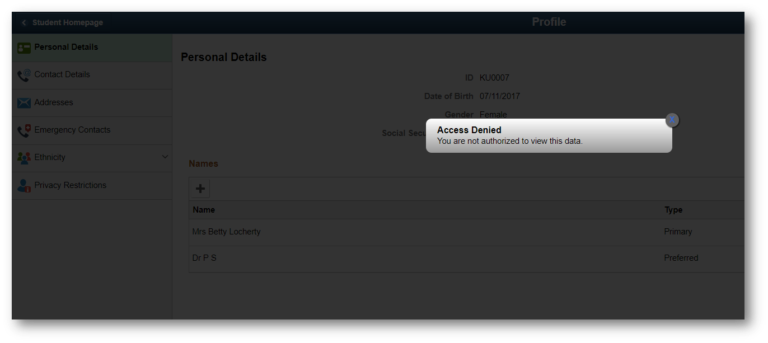 Student Homepage
Profile
Personal Details
Contact Details
Addresses
Emergency Contacts
Ethnicity
Privacy Restrictions
Personal Details
ID KU0007
Date of Birth 07/11/2017
Gender Female
Social Secu
Access Denied
You are not authorized to view this data.
Names
Name Type
Mrs Betty Locherty Primary
Dr P S Preferred